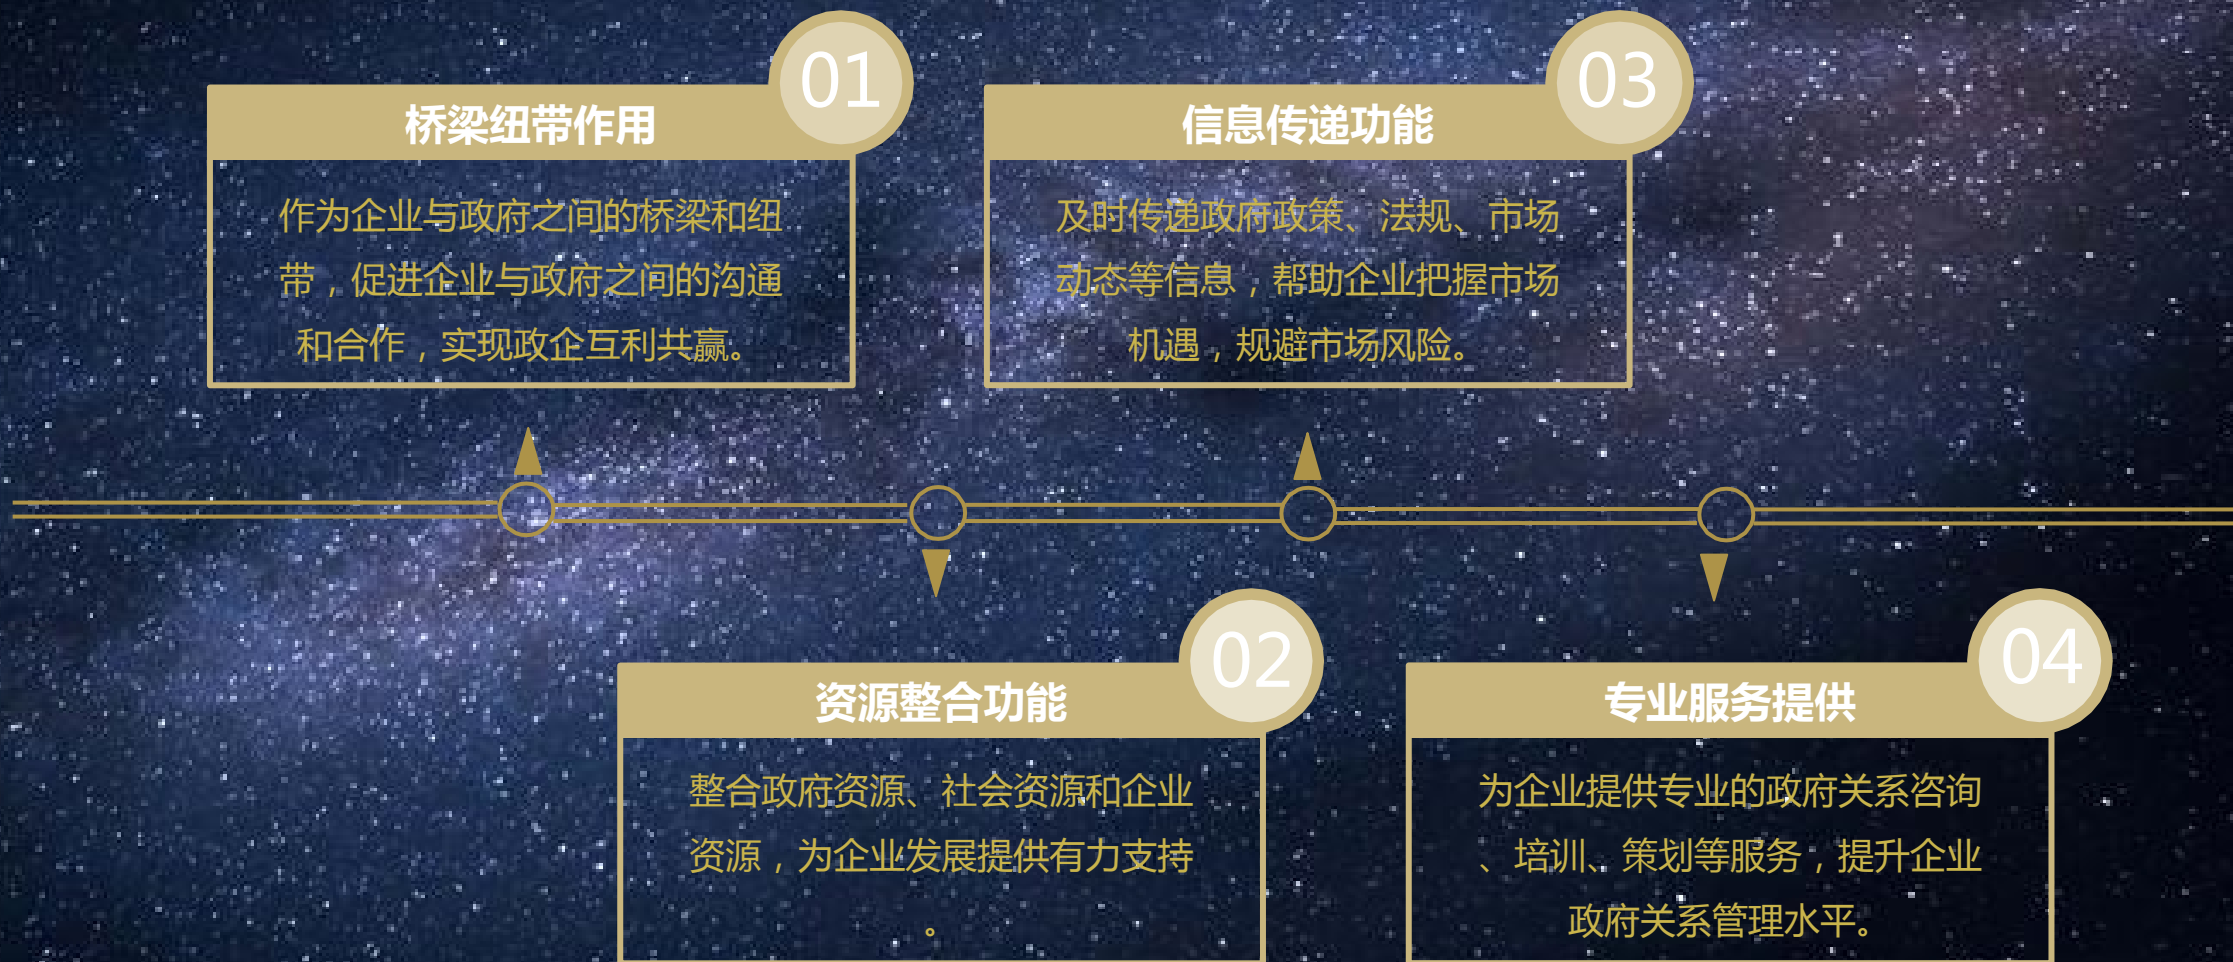 01
桥梁纽带作用
作为企业与政府之间的桥梁和纽
带，促进企业与政府之间的沟通
和合作，实现政企互利共赢。
03
信息传递功能
及时传递政府政策、法规、市场
动态等信息，帮助企业把握市场
机遇，规避市场风险。
02
资源整合功能
整合政府资源、社会资源和企业
资源，为企业发展提供有力支持
。
04
专业服务提供
为企业提供专业的政府关系咨询
、培训、策划等服务，提升企业
政府关系管理水平。